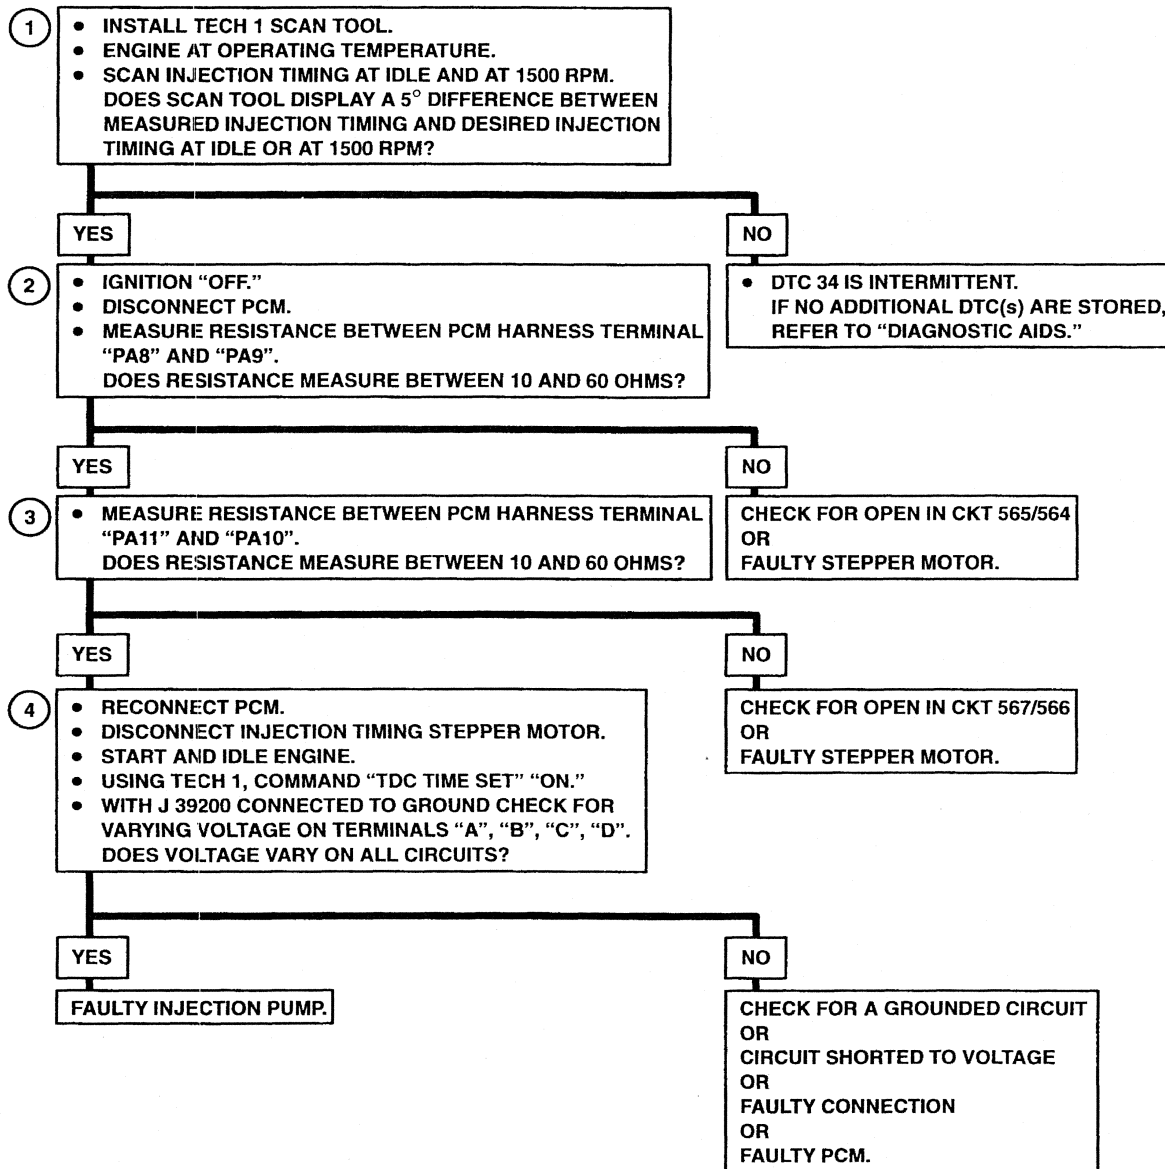 1
• INSTALL TECH 1 SCAN TOOL.
• ENGINE AT OPERATING TEMPERATURE.
• SCAN INJECTION TIMING AT IDLE AND AT 1500 RPM.
DOES SCAN TOOL DISPLAY A 5° DIFFERENCE BETWEEN
MEASURED INJECTION TIMING AND DESIRED INJECTION
TIMING AT IDLE OR AT 1500 RPM?
YES
NO
2
• IGNITION “OFF.”
• DISCONNECT PCM.
• MEASURE RESISTANCE BETWEEN PCM HARNESS TERMINAL
“PA8” AND “PA9”.
DOES RESISTANCE MEASURE BETWEEN 10 AND 60 OHMS?
• DTC 34 IS INTERMITTENT.
IF NO ADDITIONAL DTC(s) ARE STORED,
REFER TO “DIAGNOSTIC AIDS.”
YES
NO
3
• MEASURE RESISTANCE BETWEEN PCM HARNESS TERMINAL
“PA11” AND “PA10”.
DOES RESISTANCE MEASURE BETWEEN 10 AND 60 OHMS?
CHECK FOR OPEN IN CKT 565/564
OR
FAULTY STEPPER MOTOR.
YES
NO
4
• RECONNECT PCM.
• DISCONNECT INJECTION TIMING STEPPER MOTOR.
• START AND IDLE ENGINE.
• USING TECH 1, COMMAND “TDC TIME SET” “ON.”
• WITH J 39200 CONNECTED TO GROUND CHECK FOR
VARYING VOLTAGE ON TERMINALS “A”, “B”, “C”, “D”.
DOES VOLTAGE VARY ON ALL CIRCUITS?
CHECK FOR OPEN IN CKT 567/566
OR
FAULTY STEPPER MOTOR.
YES
NO
FAULTY INJECTION PUMP.
CHECK FOR A GROUNDED CIRCUIT
OR
CIRCUIT SHORTED TO VOLTAGE
OR
FAULTY CONNECTION
OR
FAULTY PCM.